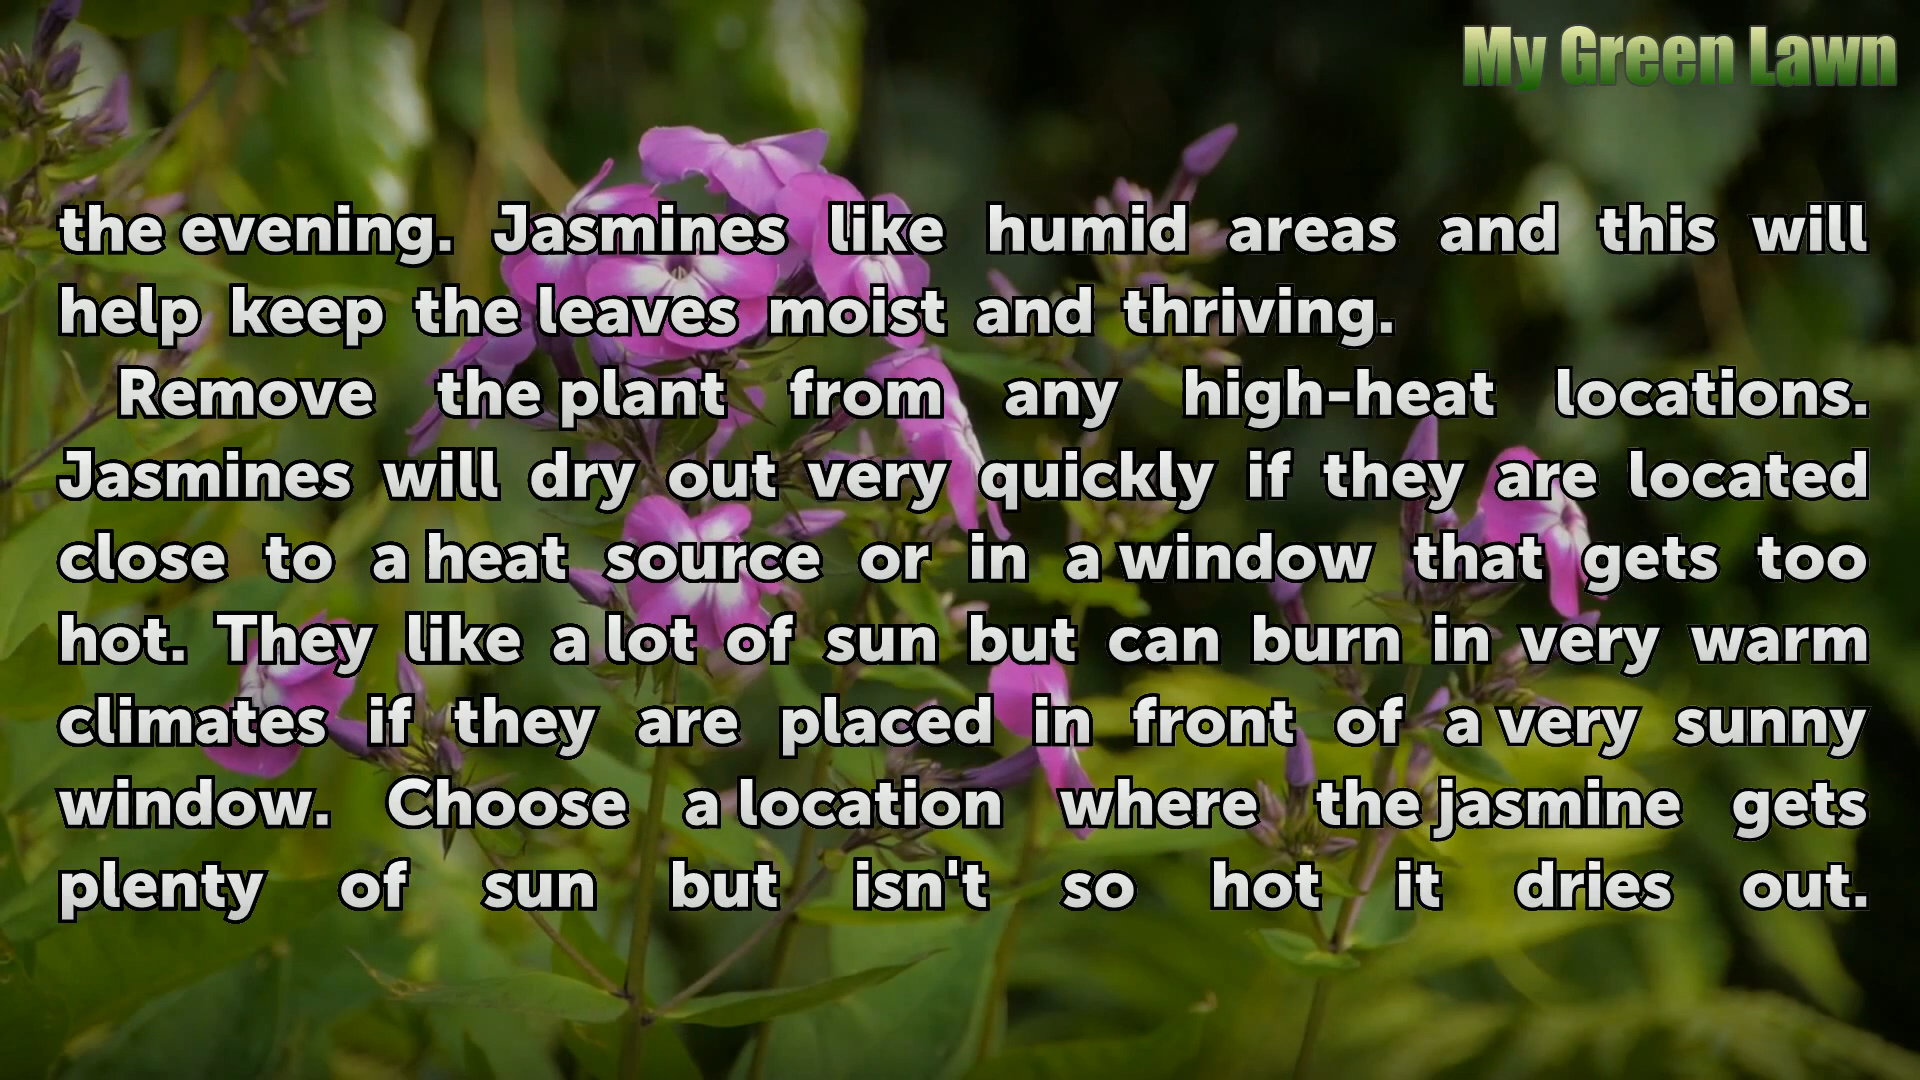 My Green Lawn
the evening. Jasmines like humid areas and this will
help keep the leaves moist and thriving.
Remove the plant from any high-heat locations.
Jasmines will dry out very quickly if they are located
close to a heat source or in a window that gets too
hot. They like a lot of sun but can burn in very warm
climates if they are placed in front of a very sunny
window. Choose a location where the jasmine gets
plenty of sun but isn't so hot it dries out.